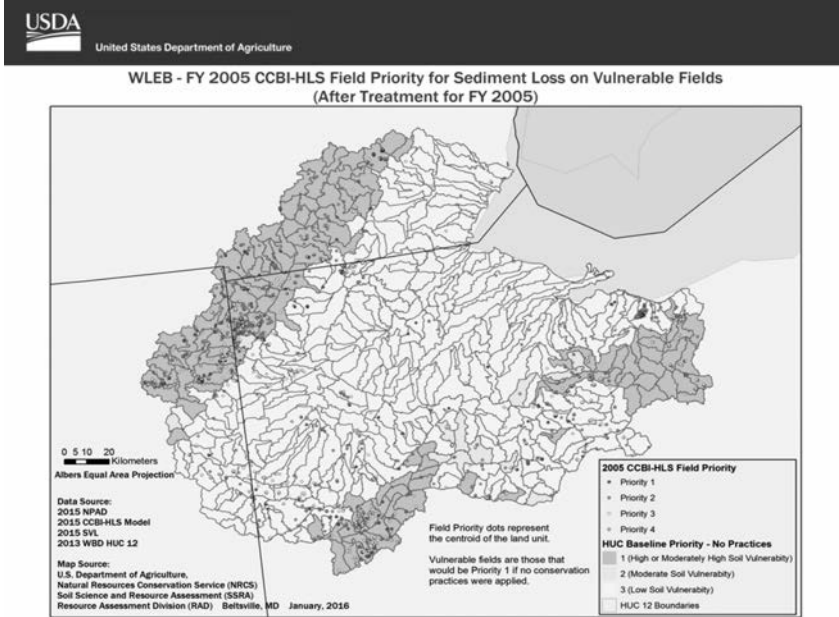 USDA
United States Department of Agriculture
WLEB - FY 2005 CCBI-HLS Field Priority for Sediment Loss on Vulnerable Fields
(After Treatment for FY 2005)
0 5 10 20
Kilometers
Albers Equal Area Projection
Data Source:
2015 NPAD
2015 CCBI-HLS Model
2015 SVL
2013 WBD HUC 12
Map Source:
U.S. Department of Agriculture,
Natural Resources Conservation Service (NRCS)
Soil Science and Resource Assessment (SSRA)
Resource Assessment Division (RAD) Beltsville, MD January, 2016
Field Priority dots represent
the centroid of the land unit.
Vulnerable fields are those that
would be Priority 1 if no conservation
practices were applied.
2005 CCBI-HLS Field Priority
Priority 1
Priority 2
Priority 3
Priority 4
HUC Baseline Priority - No Practices
1 (High or Moderately High Soil Vulnerabity)
2 (Moderate Soil Vulnerabity)
3 (Low Soil Vulnerabity)
HUC 12 Boundaries